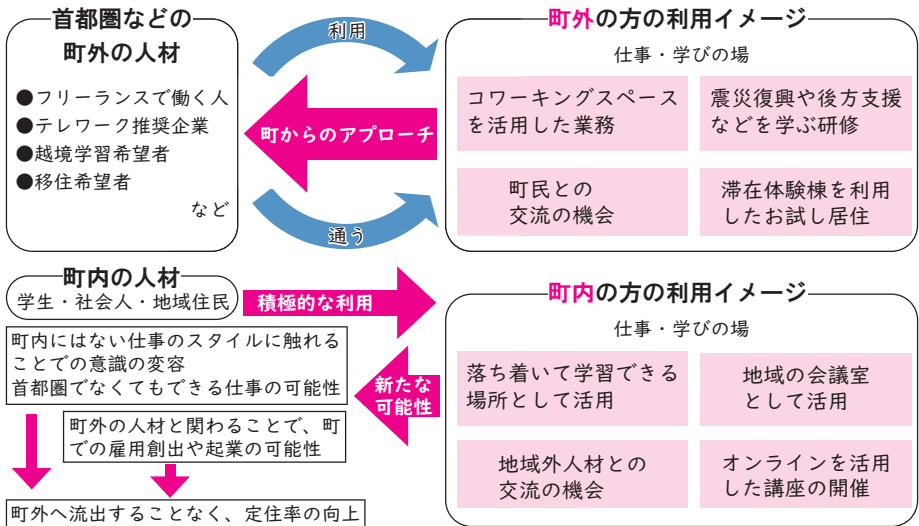 首都圏などの
町外の人材
●フリーランスで働く人
●テレワーク推奨企業
●越境学習希望者
●移住希望者
など
利用
町からのアプローチ
通う
町外の方の利用イメージ
仕事・学びの場
コワーキングスペース
を活用した業務
震災復興や後方支援
などを学ぶ研修
町民との
交流の機会
滞在体験棟を利用
したお試し居住
町内の人材
学生・社会人・地域住民
積極的な利用
町内にはない仕事のスタイルに触れる
ことでの意識の変容
首都圏でなくてもできる仕事の可能性
新たな
可能性
町外の人材と関わることで、町
での雇用創出や起業の可能性
町外へ流出することなく、定住率の向上
町内の方の利用イメージ
仕事・学びの場
落ち着いて学習できる
場所として活用
地域の会議室
として活用
地域外人材との
交流の機会
オンラインを活用
した講座の開催